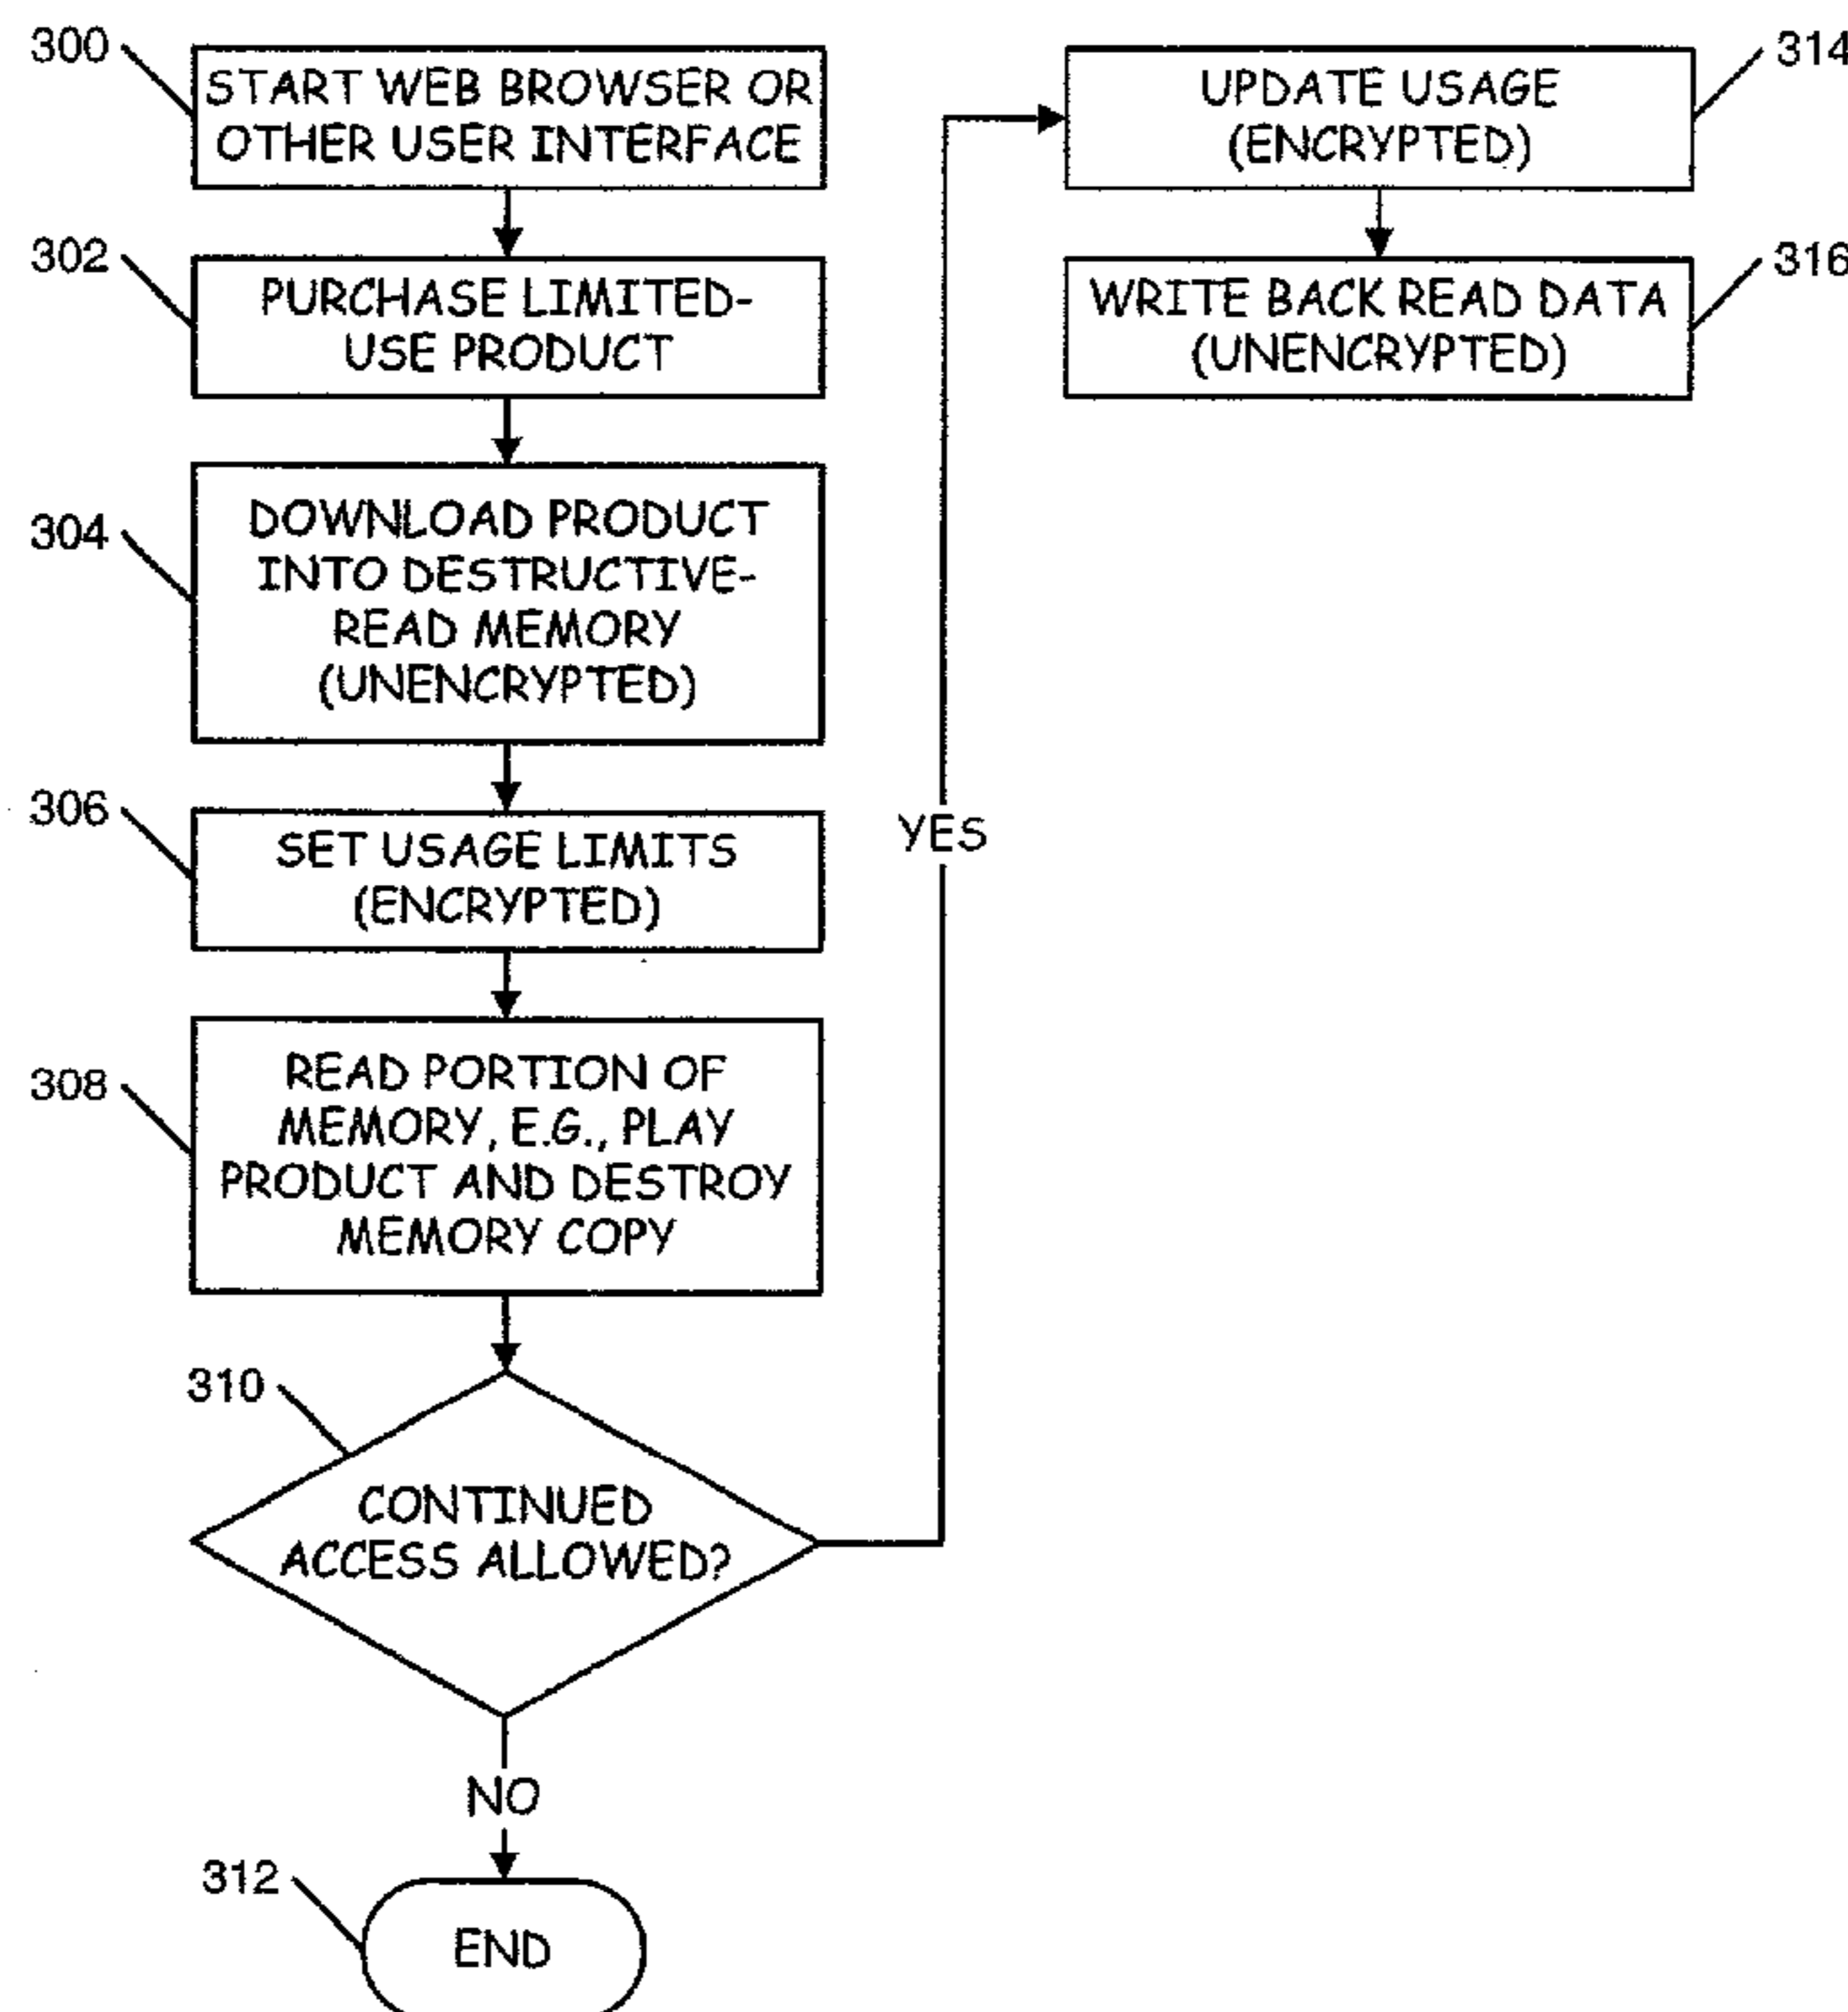 300
START WEB BROWSER OR
OTHER USER INTERFACE
302
PURCHASE LIMITED-
USE PRODUCT
304
DOWNLOAD PRODUCT
INTO DESTRUCTIVE-
READ MEMORY
(UNENCRYPTED)
306
SET USAGE LIMITS
(ENCRYPTED)
308
READ PORTION OF
MEMORY, E.G., PLAY
PRODUCT AND DESTROY
MEMORY COPY
310
CONTINUED
ACCESS ALLOWED?
NO
312
END
YES
314
UPDATE USAGE
(ENCRYPTED)
316
WRITE BACK READ DATA
(UNENCRYPTED)